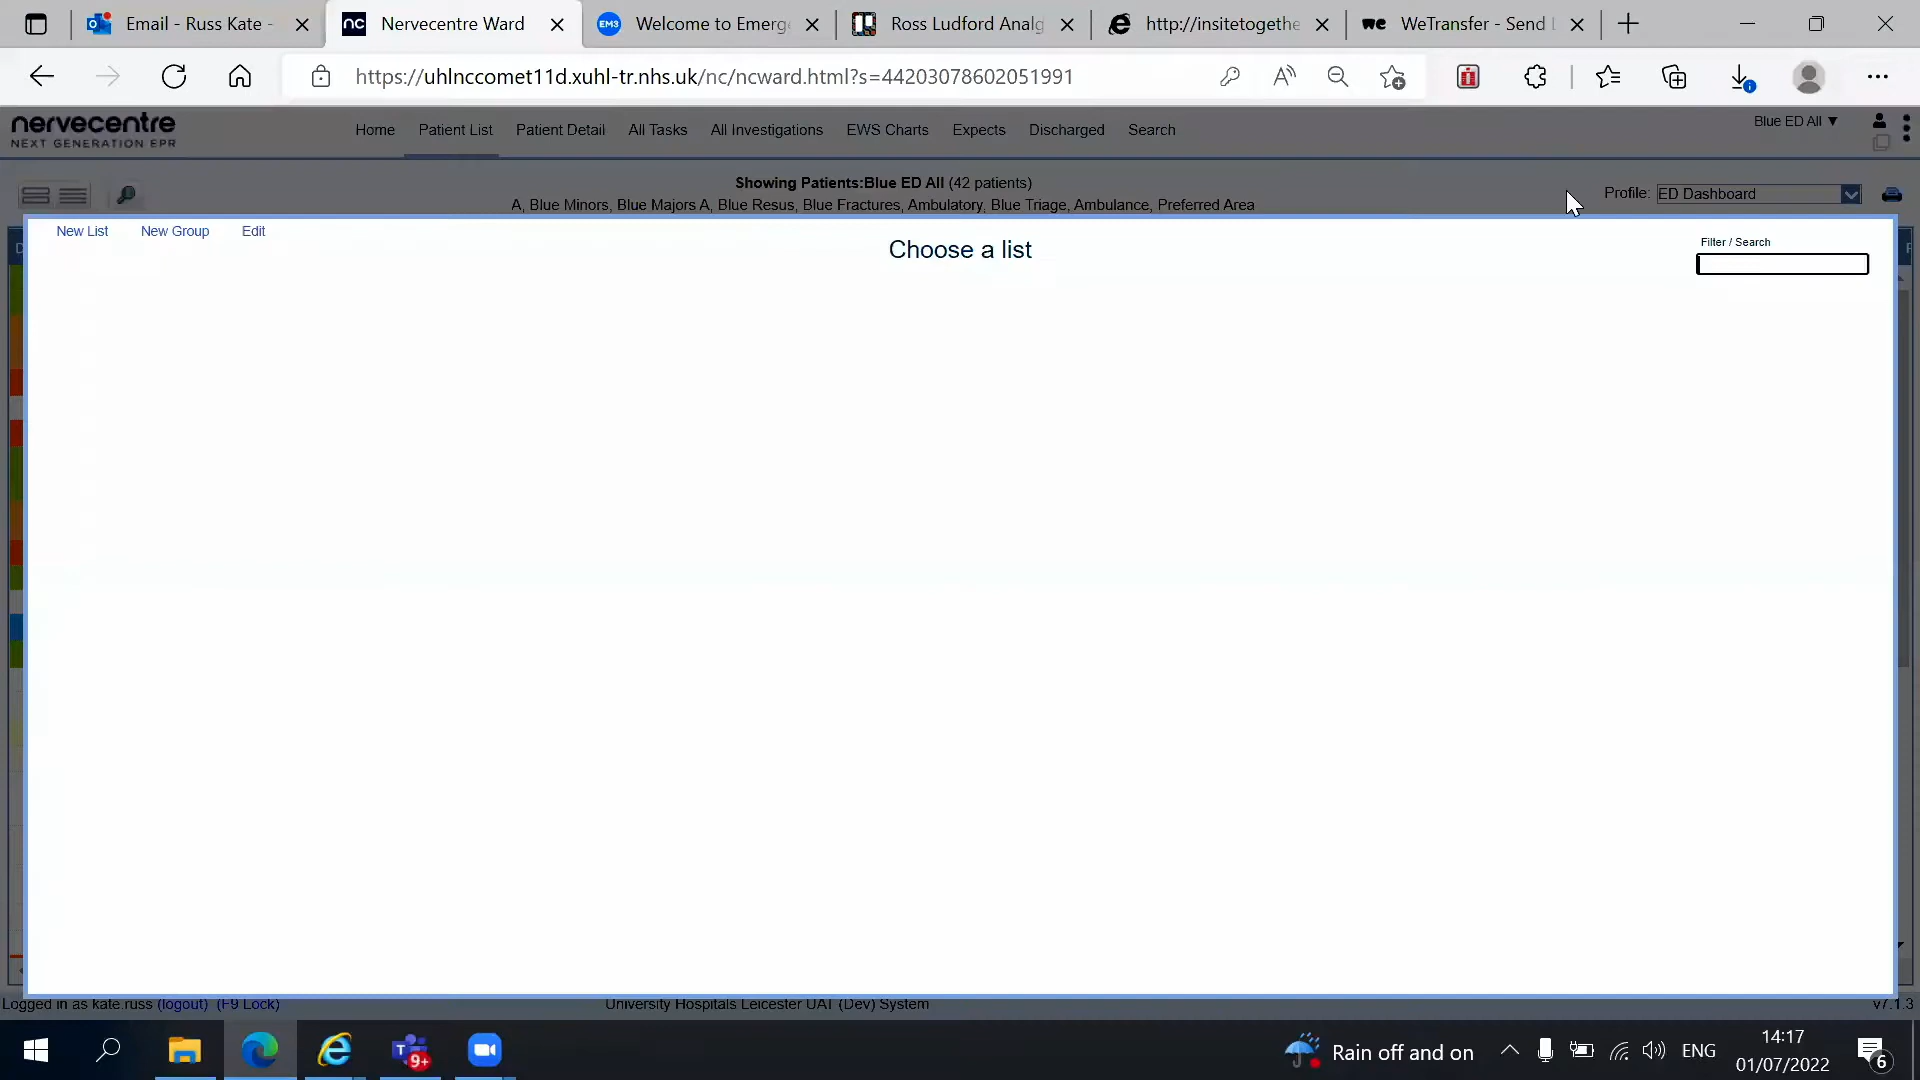 Email - Russ Kate -
nc Nervecentre Ward
EM3 Welcome to Emerg
Ross Ludford Analg
http://insitetogethe
we WeTransfer - Send
https://uhlnccomet11d.xuhl-tr.nhs.uk/nc/ncward.html?s=44203078602051991
nervecentre
NEXT GENERATION EPR
Home Patient List Patient Detail All Tasks All Investigations EWS Charts Expects Discharged Search
Blue ED All ▼
Showing Patients:Blue ED All (42 patients)
Profile: ED Dashboard
A, Blue Minors, Blue Majors A, Blue Resus, Blue Fractures, Ambulatory, Blue Triage, Ambulance, Preferred Area
New List New Group Edit
Choose a list
Filter / Search
Logged in as kate.russ (logout) (F9 Lock)
University Hospitals Leicester UAT (Dev) System
v7.1.3
9+
Rain off and on
ENG
14:17
01/07/2022
6